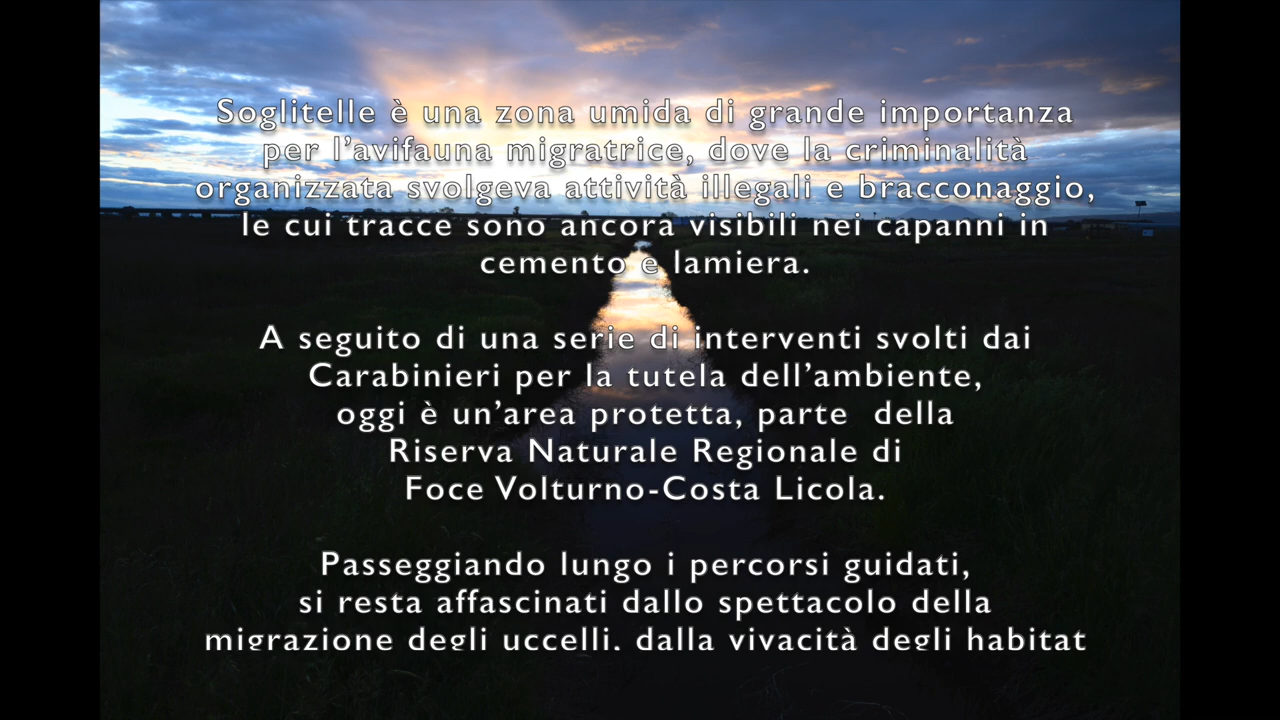 Soglitelle è una zona umida di grande importanza
per l’avifauna migratrice, dove la criminalità
organizzata svolgeva attività illegali e bracconaggio,
le cui tracce sono ancora visibili nei capanni in
cemento e lamiera.
A seguito di una serie di interventi svolti dai
Carabinieri per la tutela dell’ambiente,
oggi è un’area protetta, parte  della
Riserva Naturale Regionale di
Foce Volturno-Costa Licola.
Passeggiando lungo i percorsi guidati,
si resta affascinati dallo spettacolo della
migrazione degli uccelli, dalla vivacità degli habitat